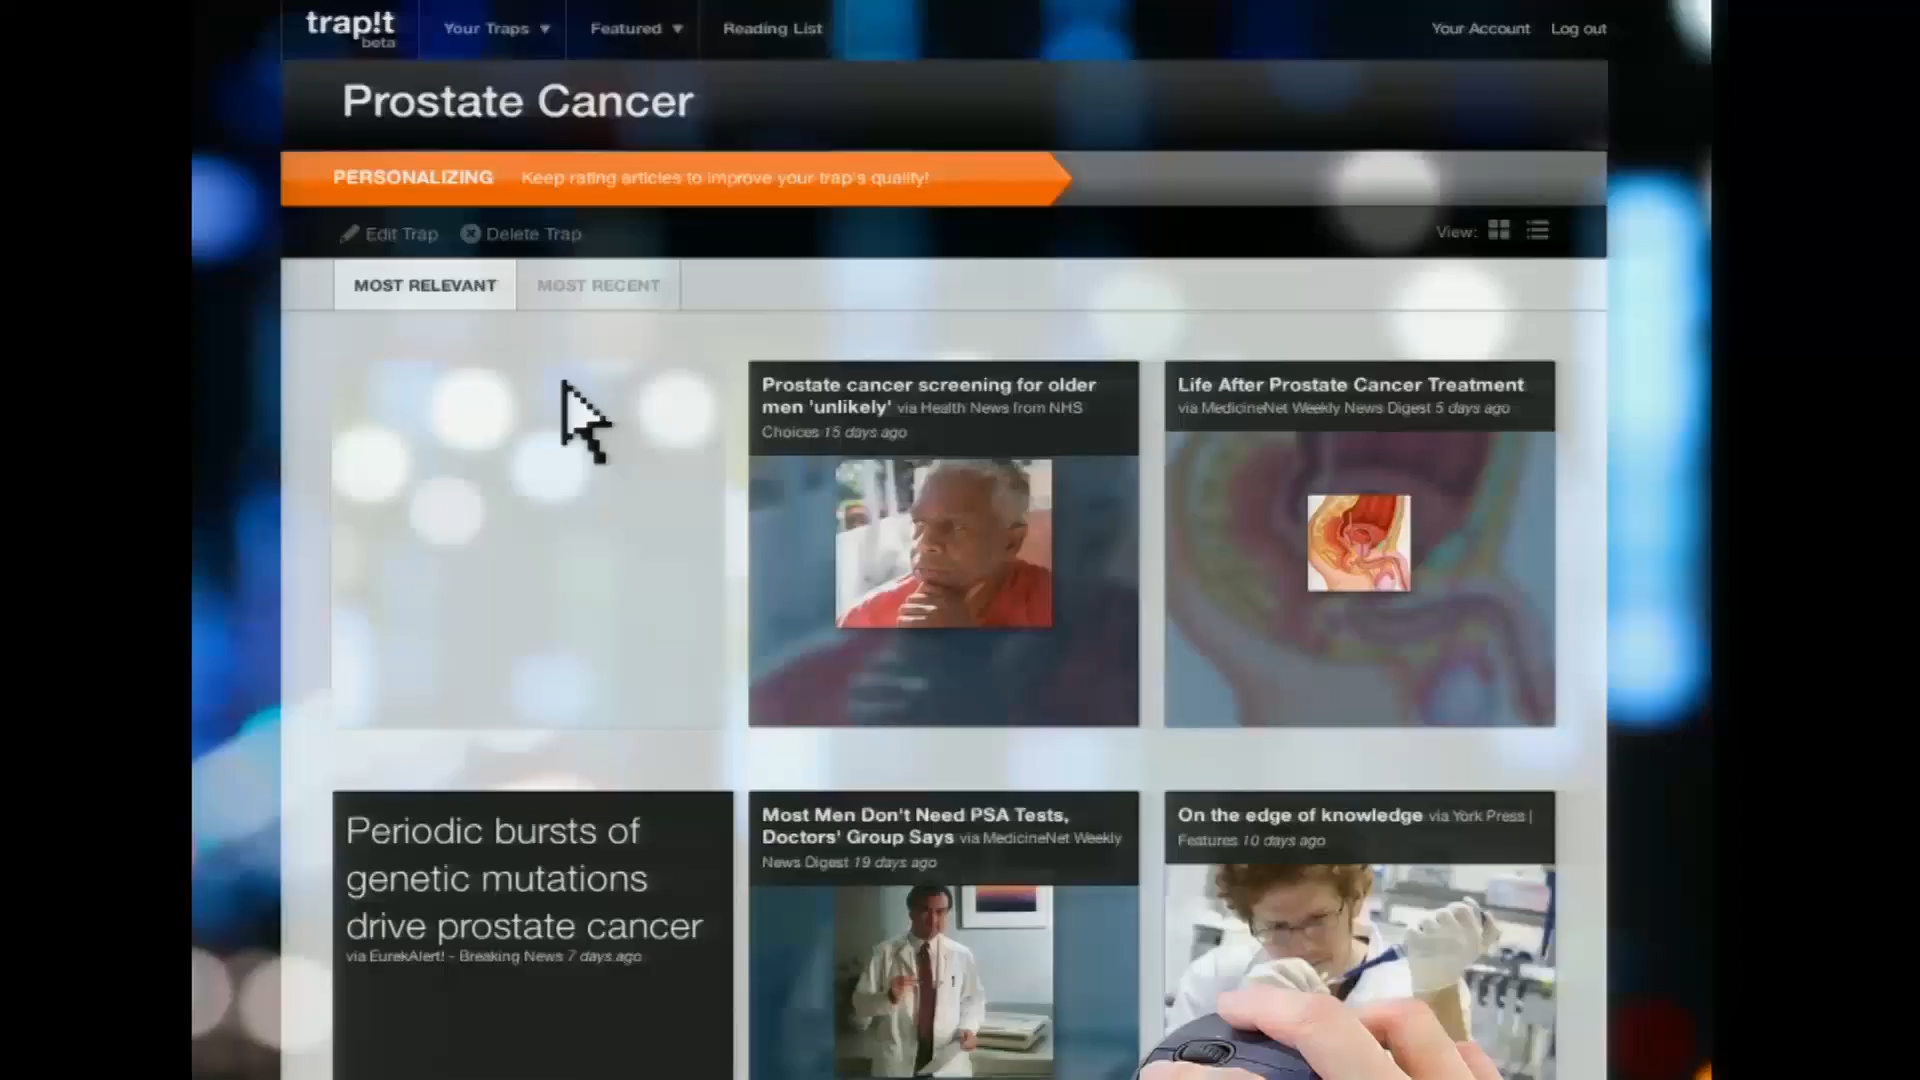 trap!t
beta
Your Traps
Featured
Reading List
Your Account
Log out
Prostate Cancer
PERSONALIZING
Keep rating articles to improve your trap's quality!
Edit Trap
Delete Trap
View:
MOST RELEVANT
MOST RECENT
Prostate cancer screening for older
men 'unlikely' via Health News from NHS
Choices 15 days ago
Life After Prostate Cancer Treatment
via MedicineNet Weekly News Digest 5 days ago
Periodic bursts of
genetic mutations
drive prostate cancer
via EurekAlert! - Breaking News 7 days ago
Most Men Don't Need PSA Tests,
Doctors' Group Says via MedicineNet Weekly
News Digest 19 days ago
On the edge of knowledge via York Press |
Features 10 days ago